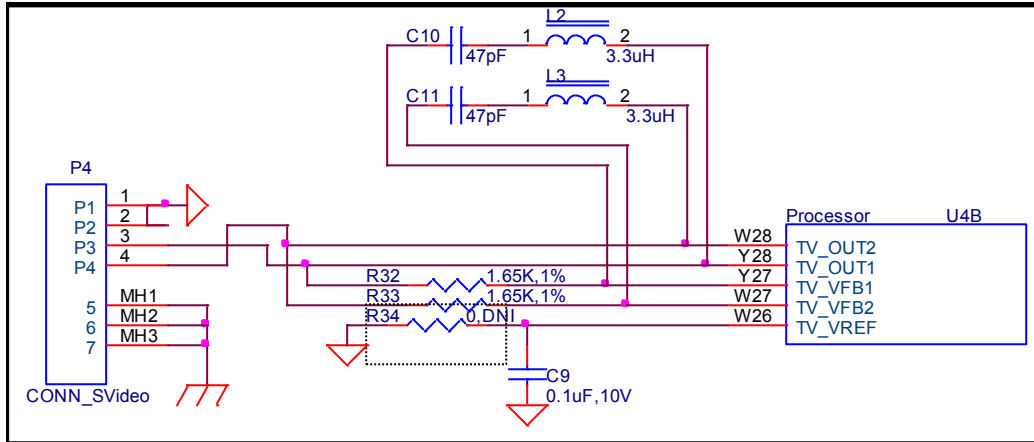 L2
C10 1 2
47pF 3.3uH
L3
C11 1 2
47pF 3.3uH
P4
1
P1
2
P2
3
P3
4
P4
5 MH1
6 MH2
7 MH3
CONN_SVideo
R32 1.65K,1%
R33 1.65K,1%
R34 0,DNI
C9
0.1uF,10V
Processor U4B
W28 TV_OUT2
Y28 TV_OUT1
Y27 TV_VFB1
W27 TV_VFB2
W26 TV_VREF